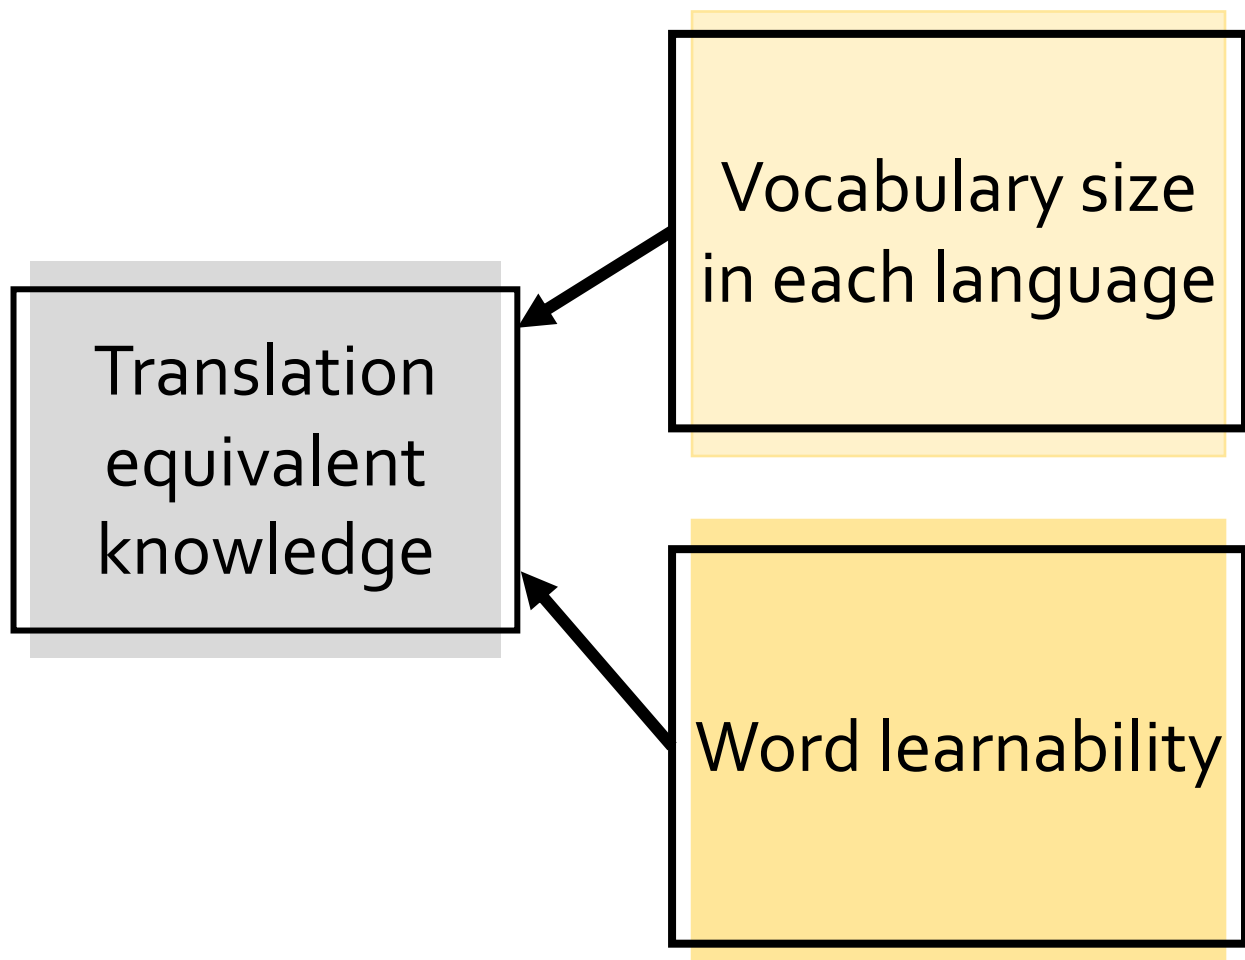 Vocabulary size
in each language
Translation
equivalent
knowledge
Word learnability